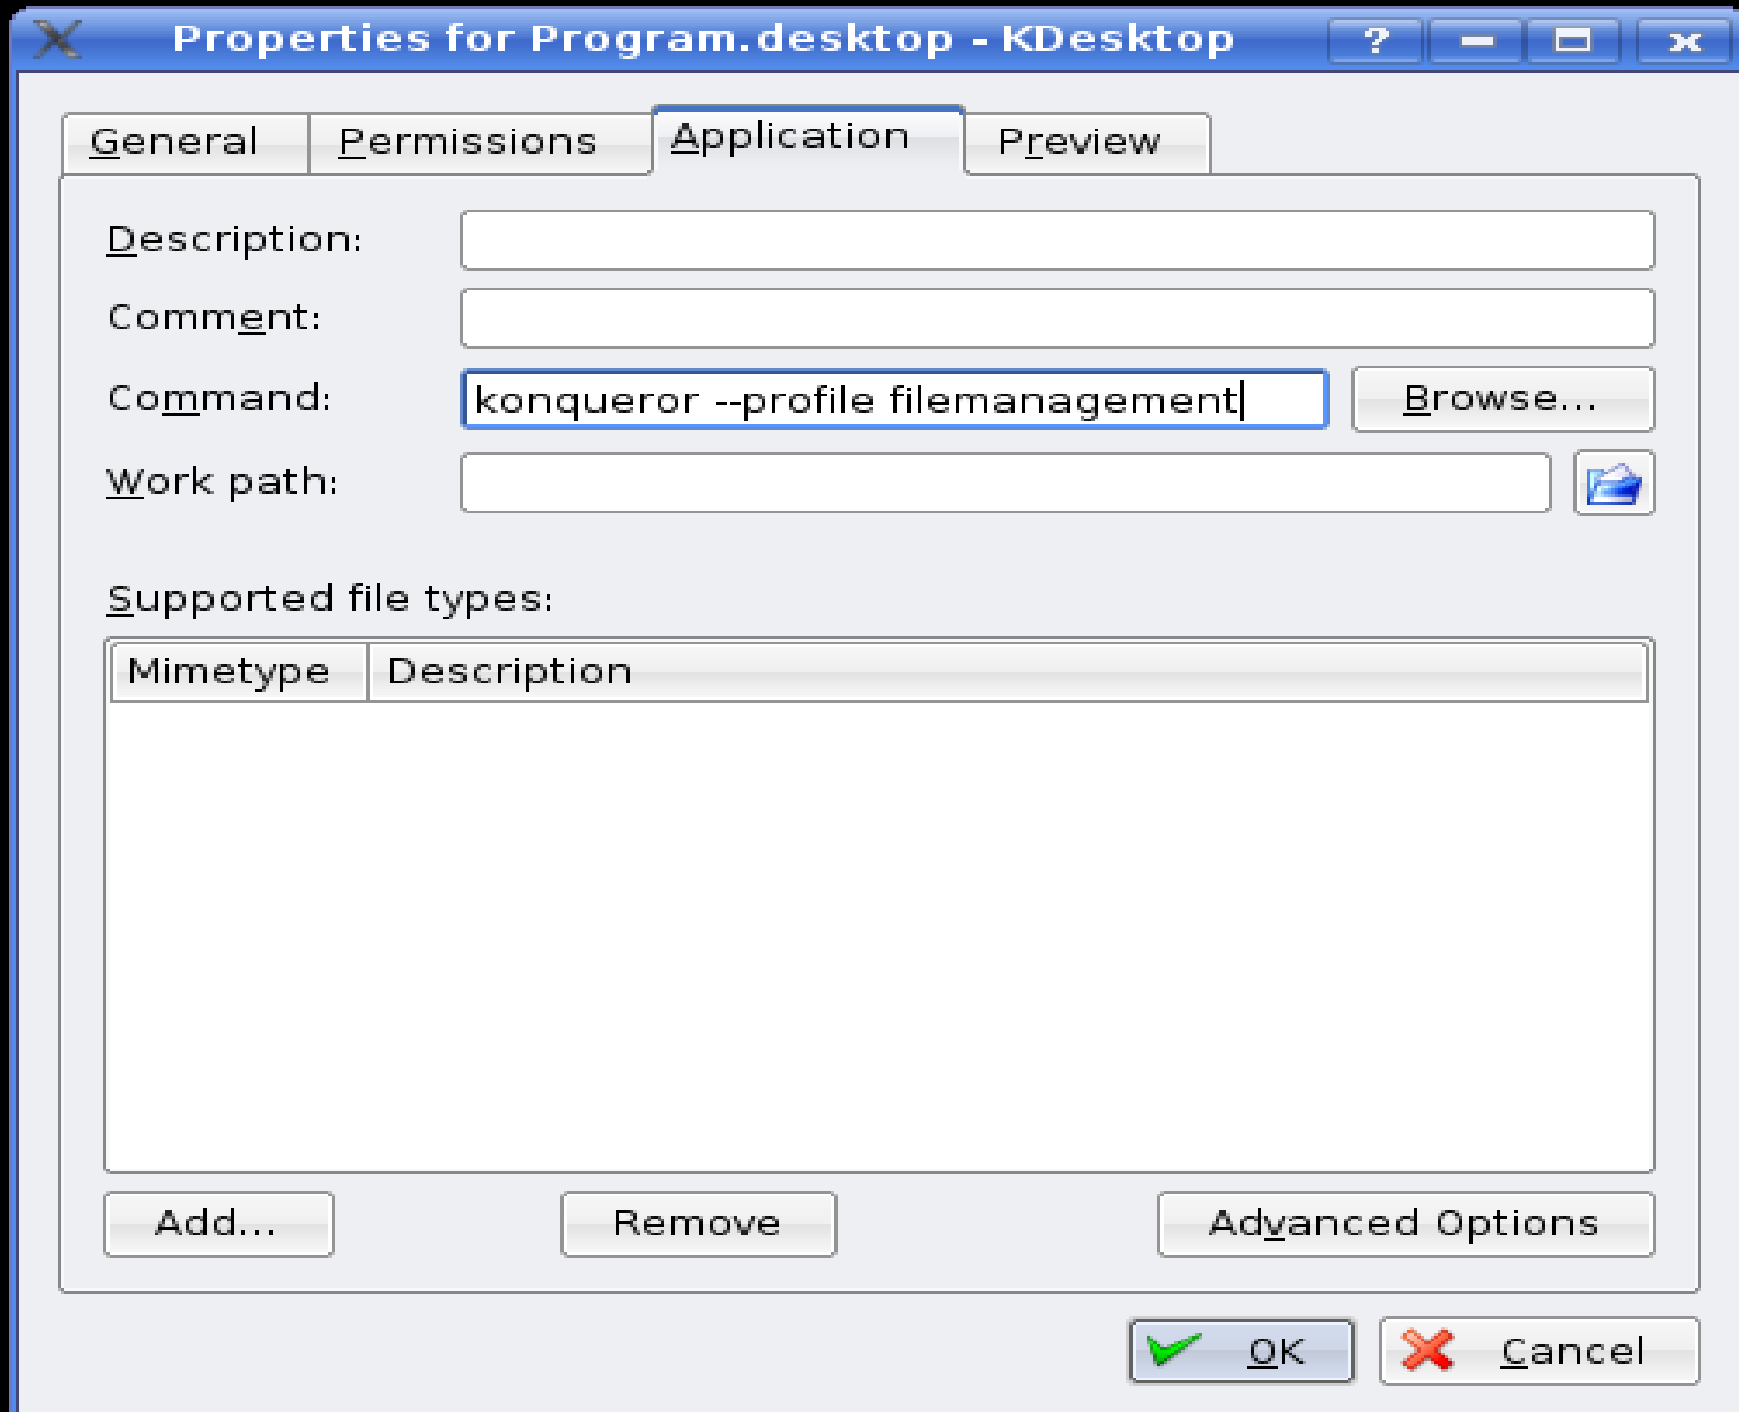 Properties for Program.desktop - KDesktop
General Permissions Application Preview
Description:
Comment:
Command: konqueror --profile filemanagement Browse...
Work path:
Supported file types:
Mimetype Description
Add... Remove Advanced Options
OK Cancel